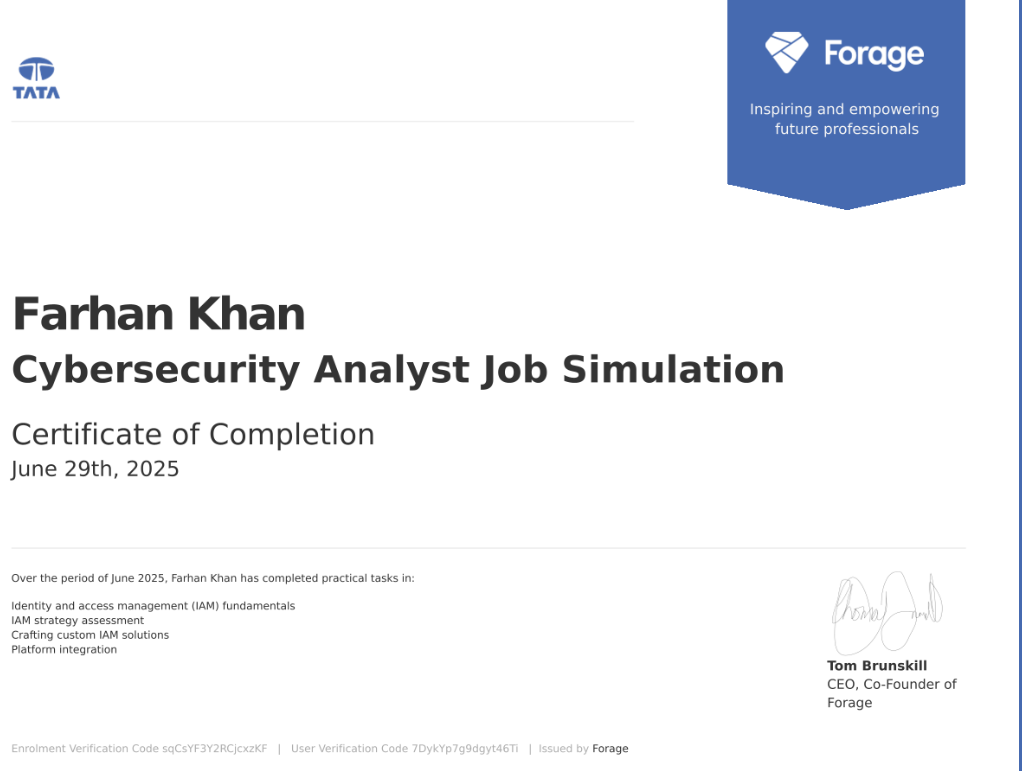 TATA
Forage
Inspiring and empowering
future professionals
Farhan Khan
Cybersecurity Analyst Job Simulation
Certificate of Completion
June 29th, 2025
Over the period of June 2025, Farhan Khan has completed practical tasks in:
Identity and access management (IAM) fundamentals
IAM strategy assessment
Crafting custom IAM solutions
Platform integration
Tom Brunskill
CEO, Co-Founder of
Forage
Enrolment Verification Code sqCsYF3Y2RCjcxzKF | User Verification Code 7DykYp7g9dgyt46Ti | Issued by Forage